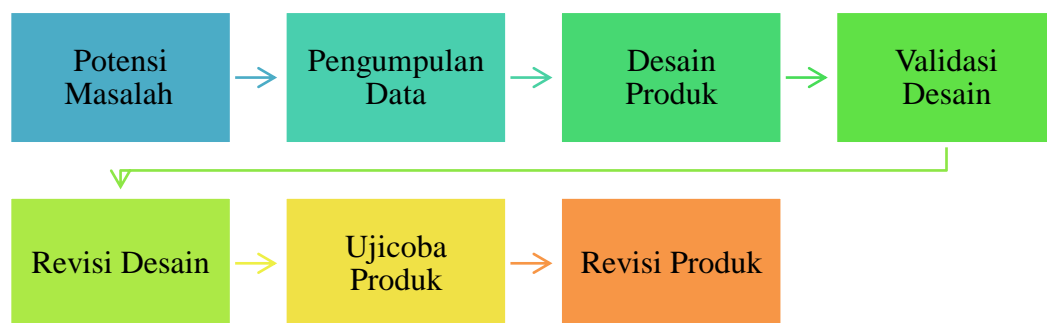 Potensi
Masalah
Pengumpulan
Data
Desain
Produk
Validasi
Desain
Revisi Desain
Ujicoba
Produk
Revisi Produk